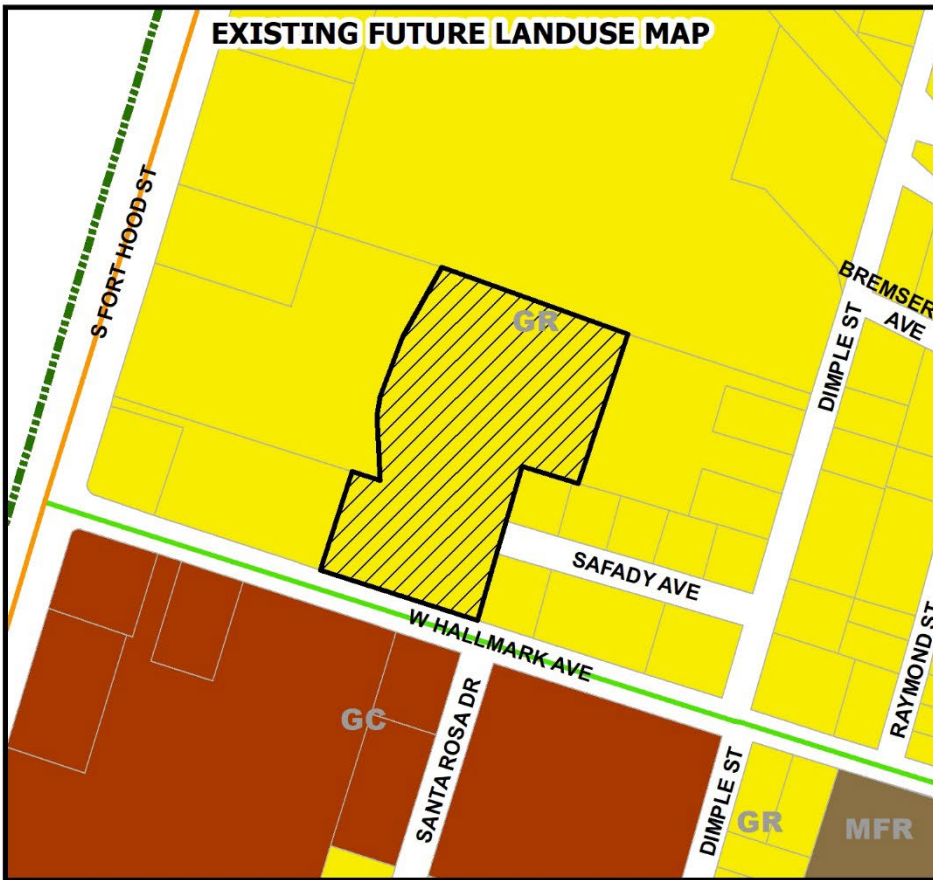 EXISTING FUTURE LANDUSE MAP
S FORT HOOD ST
GR
BREMSER
AVE
DIMPLE ST
SAFADY AVE
W HALLMARK AVE
RAYMOND ST
GC
SANTA ROSA DR
DIMPLE ST
GR
MFR